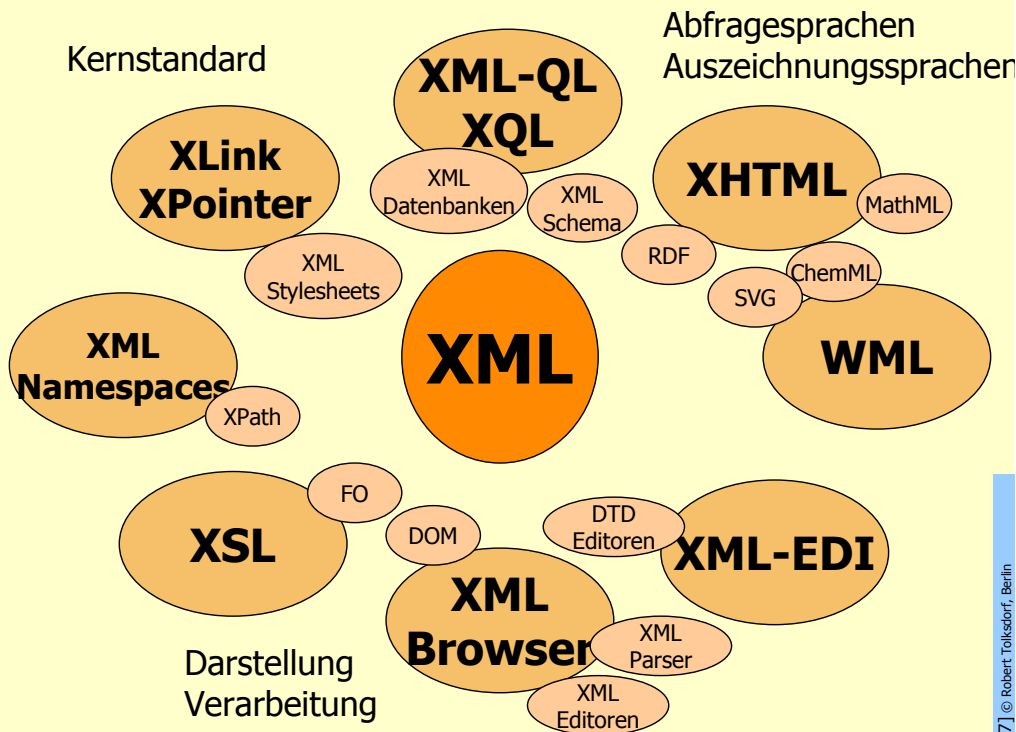 Kernstandard
Abfragesprachen
Auszeichnungssprachen
XML-QL
XQL
XLink
XPointer
XML
Datenbanken
XML
Schema
XHTML
MathML
RDF
ChemML
SVG
XML
Stylesheets
XML
WML
XML
Namespaces
XPath
FO
XSL
DOM
DTD
Editoren
XML-EDI
XML
Browser
XML
Parser
XML
Editoren
Darstellung
Verarbeitung
7] © Robert Tolksdorf, Berlin